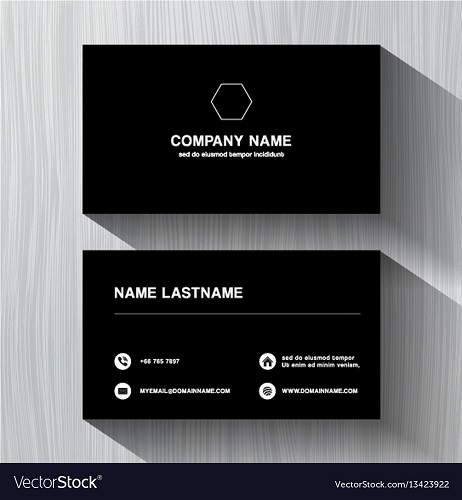 COMPANY NAME
sed do eiusmod tempor incididunt
NAME LASTNAME
+66 765 7897
sed do eiusmod tempor
Ut enim ad minim veniam,
MYEMAIL@DOMAINNAME.COM
WWW.DOMAINNAME.COM
VectorStock®
VectorStock.com/13423922